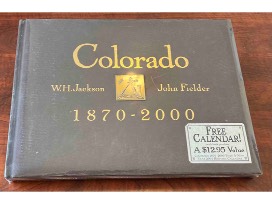 Colorado
W.H. Jackson John Fielder
1870-2000
FREE
CALENDAR!
A $12.95 Value